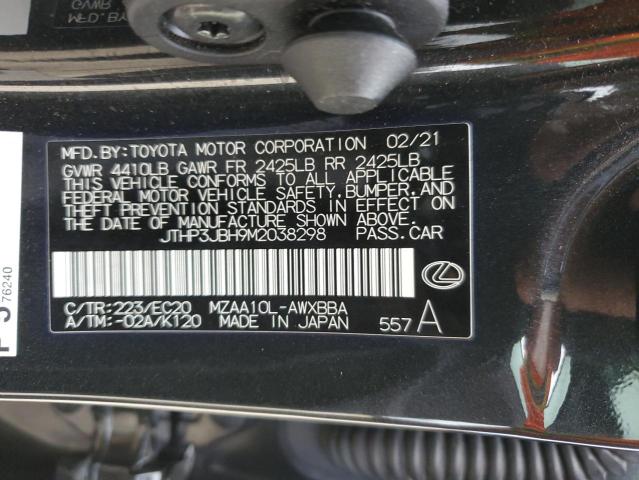 MFD.BY:TOYOTA MOTOR CORPORATION 02/21
GVWR 4410LB GAWR FR 2425LB RR 2425LB
THIS VEHICLE CONFORMS TO ALL APPLICABLE
FEDERAL MOTOR VEHICLE SAFETY, BUMPER, AND
THEFT PREVENTION STANDARDS IN EFFECT ON
THE DATE OF MANUFACTURE SHOWN ABOVE.
JTHP3JBH9M2038298 PASS.CAR
C/TR:223/EC20 MZAA10L-AWXBBA
A/TM:-02A/K120 MADE IN JAPAN 557 A
76240